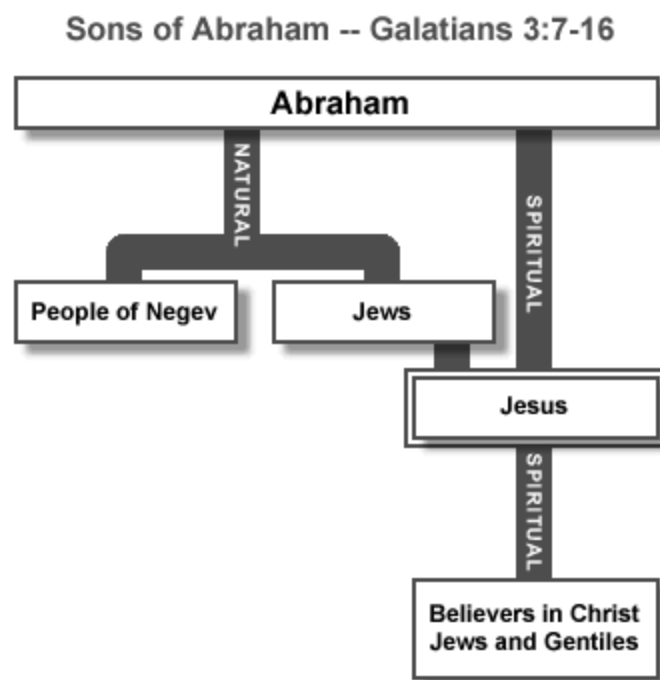 Sons of Abraham -- Galatians 3:7-16
Abraham
NATURAL
SPIRITUAL
People of Negev
Jews
Jesus
SPIRITUAL
Believers in Christ
Jews and Gentiles